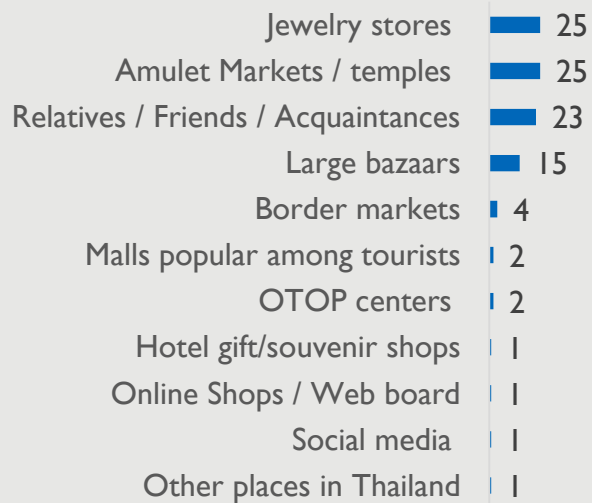 Jewelry stores 25
Amulet Markets / temples 25
Relatives / Friends / Acquaintances 23
Large bazaars 15
Border markets 4
Malls popular among tourists 2
OTOP centers 2
Hotel gift/souvenir shops 1
Online Shops / Web board 1
Social media 1
Other places in Thailand 1